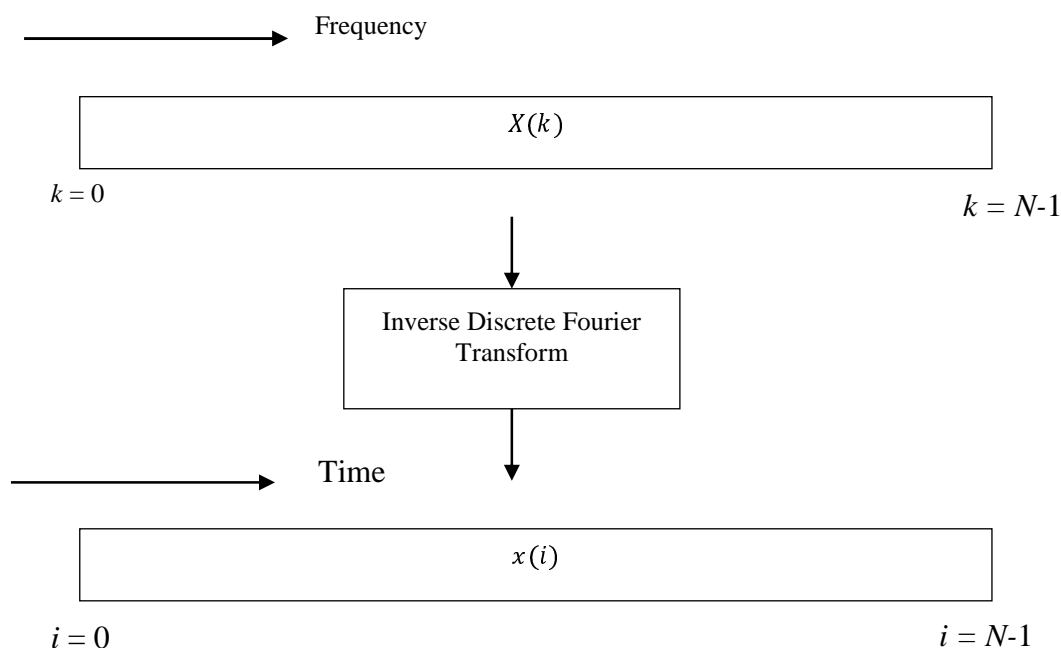 Frequency
X(k)
k = 0
k = N-1
Inverse Discrete Fourier
Transform
Time
x(i)
i = 0
i = N-1